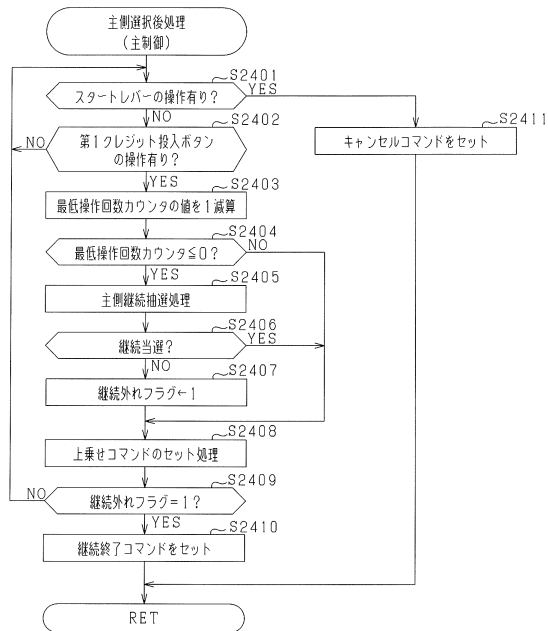 主側選択後処理
(主制御)
S2401
スタートレバーの操作有り?
YES
NO
S2402
第1クレジット投入ボタン
の操作有り?
NO
YES
S2411
キャンセルコマンドをセット
S2403
最低操作回数カウンタの値を1減算
S2404
最低操作回数カウンタ≦0?
NO
YES
S2405
主側継続抽選処理
S2406
継続当選?
YES
NO
S2407
継続外れフラグ←1
S2408
上乗せコマンドのセット処理
S2409
継続外れフラグ=1?
NO
YES
S2410
継続終了コマンドをセット
RET